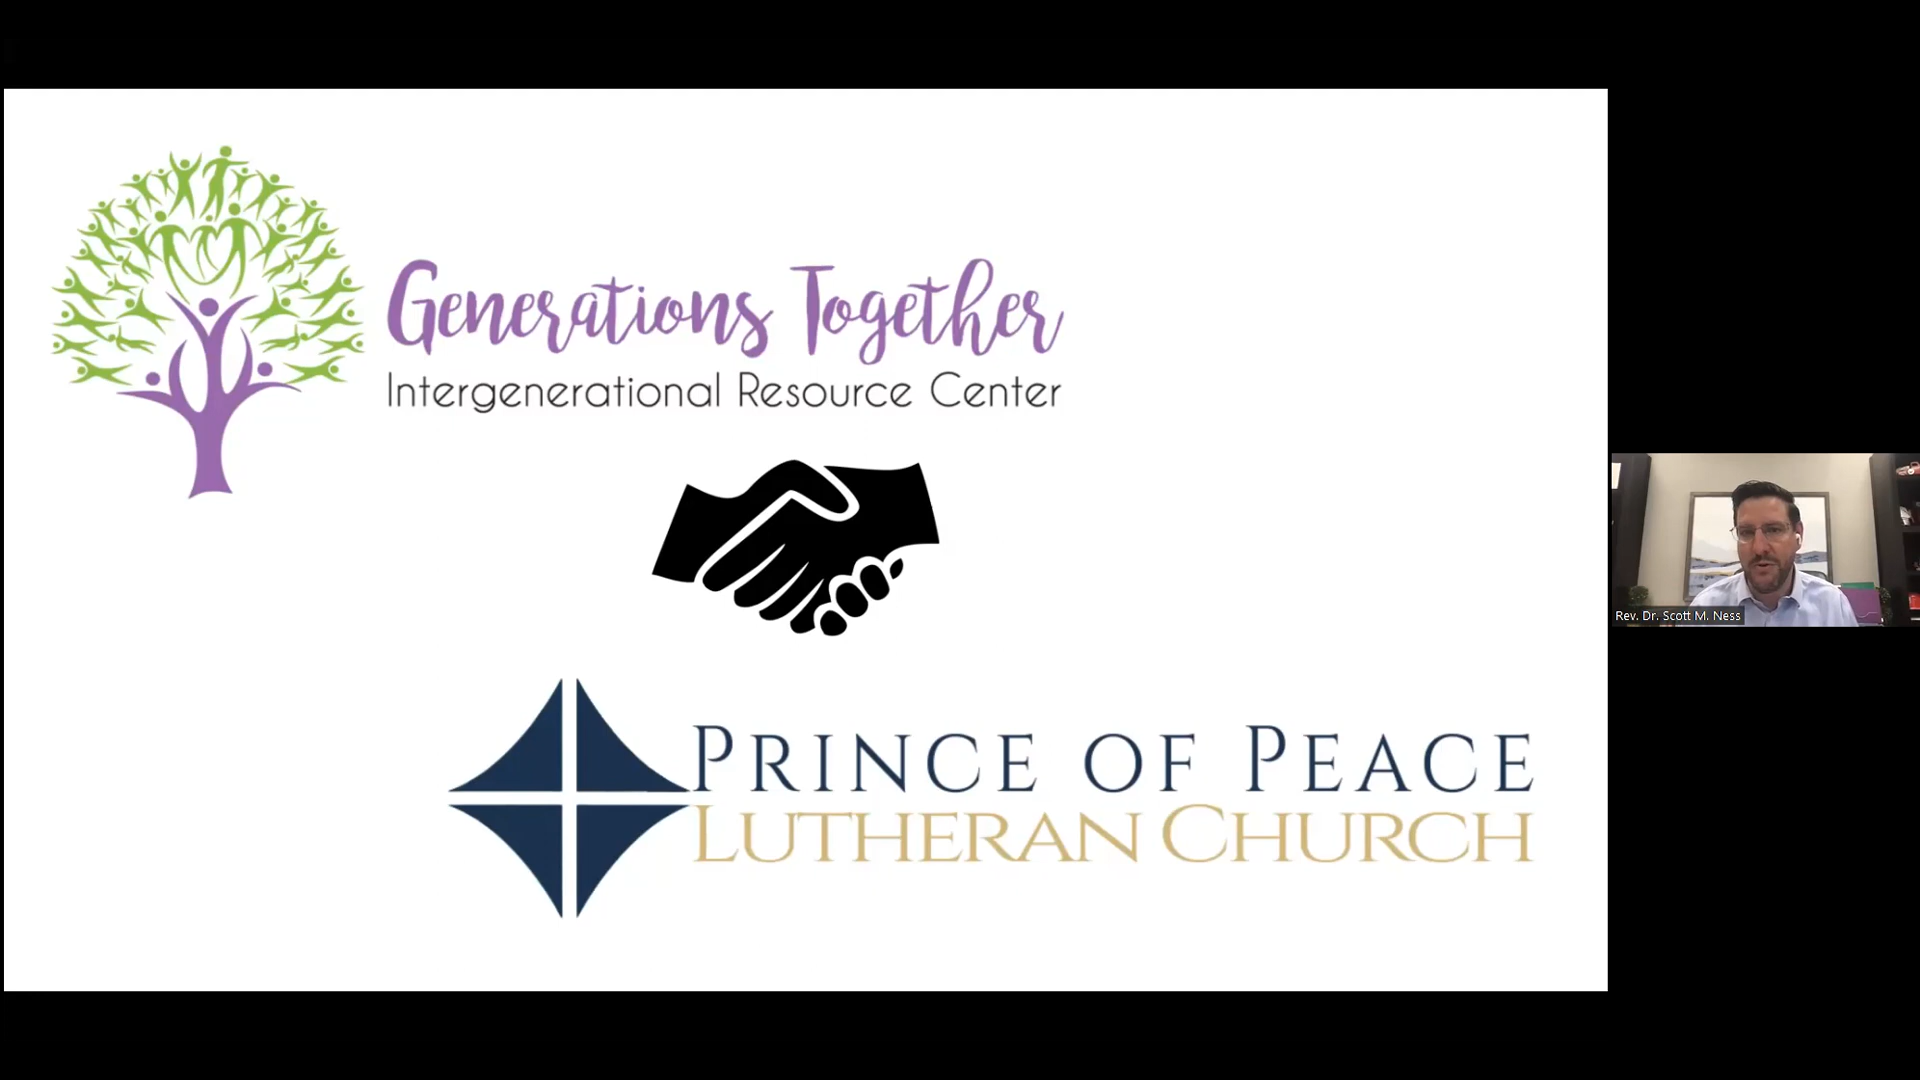 Generations Together
Intergenerational Resource Center
Prince of Peace
Lutheran Church
Rev. Dr. Scott M. Ness